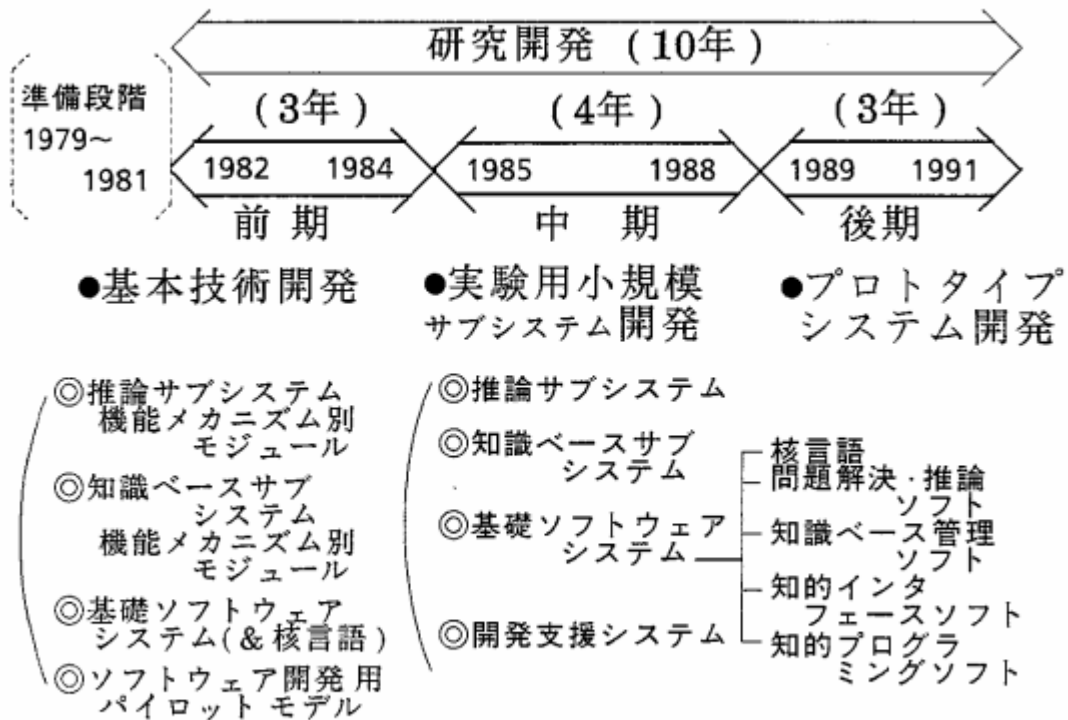 研究開発 (10年)
準備段階
1979〜
1981
(3年)
(4年)
(3年)
1982 1984
1985 1988
1989 1991
前期
中 期
後期
●基本技術開発
●実験用小規模
サブシステム開発
●プロトタイプ
システム開発
◎推論サブシステム
機能メカニズム別
モジュール
◎知識ベースサブ
システム
機能メカニズム別
モジュール
◎基礎ソフトウェア
システム(&核言語)
◎ソフトウェア開発用
パイロットモデル
◎推論サブシステム
◎知識ベースサブ
システム
◎基礎ソフトウェア
システム
◎開発支援システム
核言語
問題解決・推論
ソフト
知識ベース管理
ソフト
知的インタ
フェースソフト
知的プログラ
ミングソフト